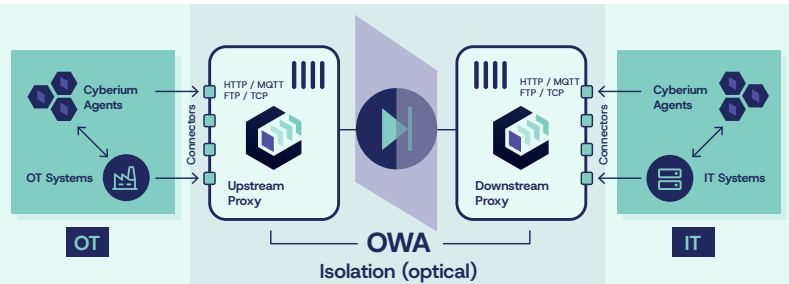 Cyberium
Agents
OT Systems
OT
Connectors
HTTP / MQTT
FTP / TCP
Upstream
Proxy
OWA
Isolation (optical)
HTTP / MQTT
FTP / TCP
Downstream
Proxy
Connectors
Cyberium
Agents
IT Systems
IT